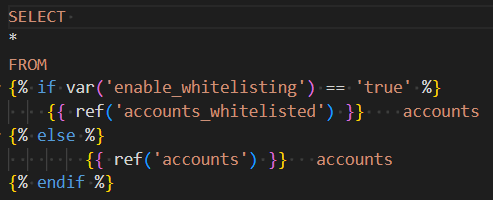 SELECT
*
FROM
{% if var('enable_whitelisting') == 'true' %}
{{ ref('accounts_whitelisted') }} accounts
{% else %}
{{ ref('accounts') }} accounts
{% endif %}